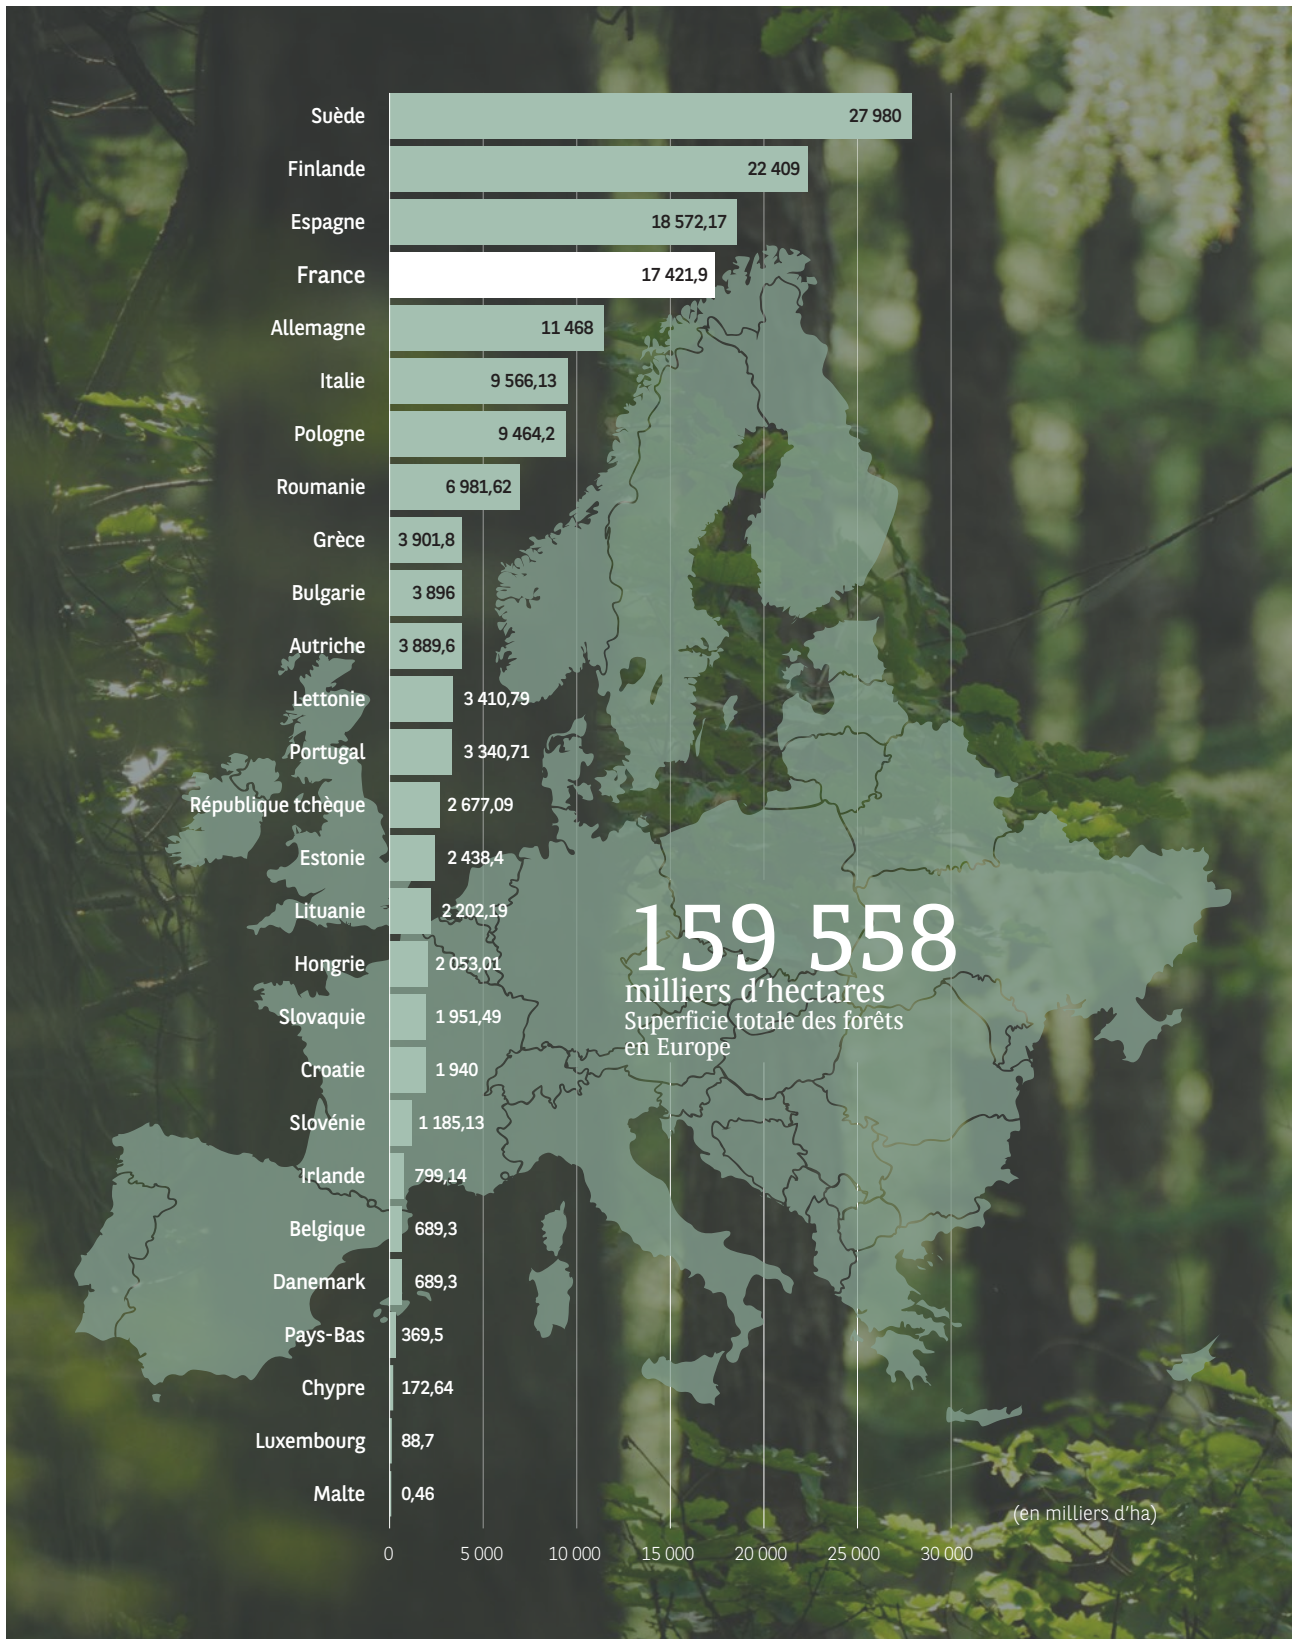 Suède 27 980
Finlande 22 409
Espagne 18 572,17
France 17 421,9
Allemagne 11 468
Italie 9 566,13
Pologne 9 464,2
Roumanie 6 981,62
Grèce 3 901,8
Bulgarie 3 896
Autriche 3 889,6
Lettonie 3 410,79
Portugal 3 340,71
République tchèque 2 677,09
Estonie 2 438,4
Lituanie 2 202,19
Hongrie 2 053,01
Slovaquie 1 951,49
Croatie 1 940
Slovénie 1 185,13
Irlande 799,14
Belgique 689,3
Danemark 689,3
Pays-Bas 369,5
Chypre 172,64
Luxembourg 88,7
Malte 0,46
159 558
milliers d’hectares
Superficie totale des forêts
en Europe
(en milliers d’ha)
0 5 000 10 000 15 000 20 000 25 000 30 000